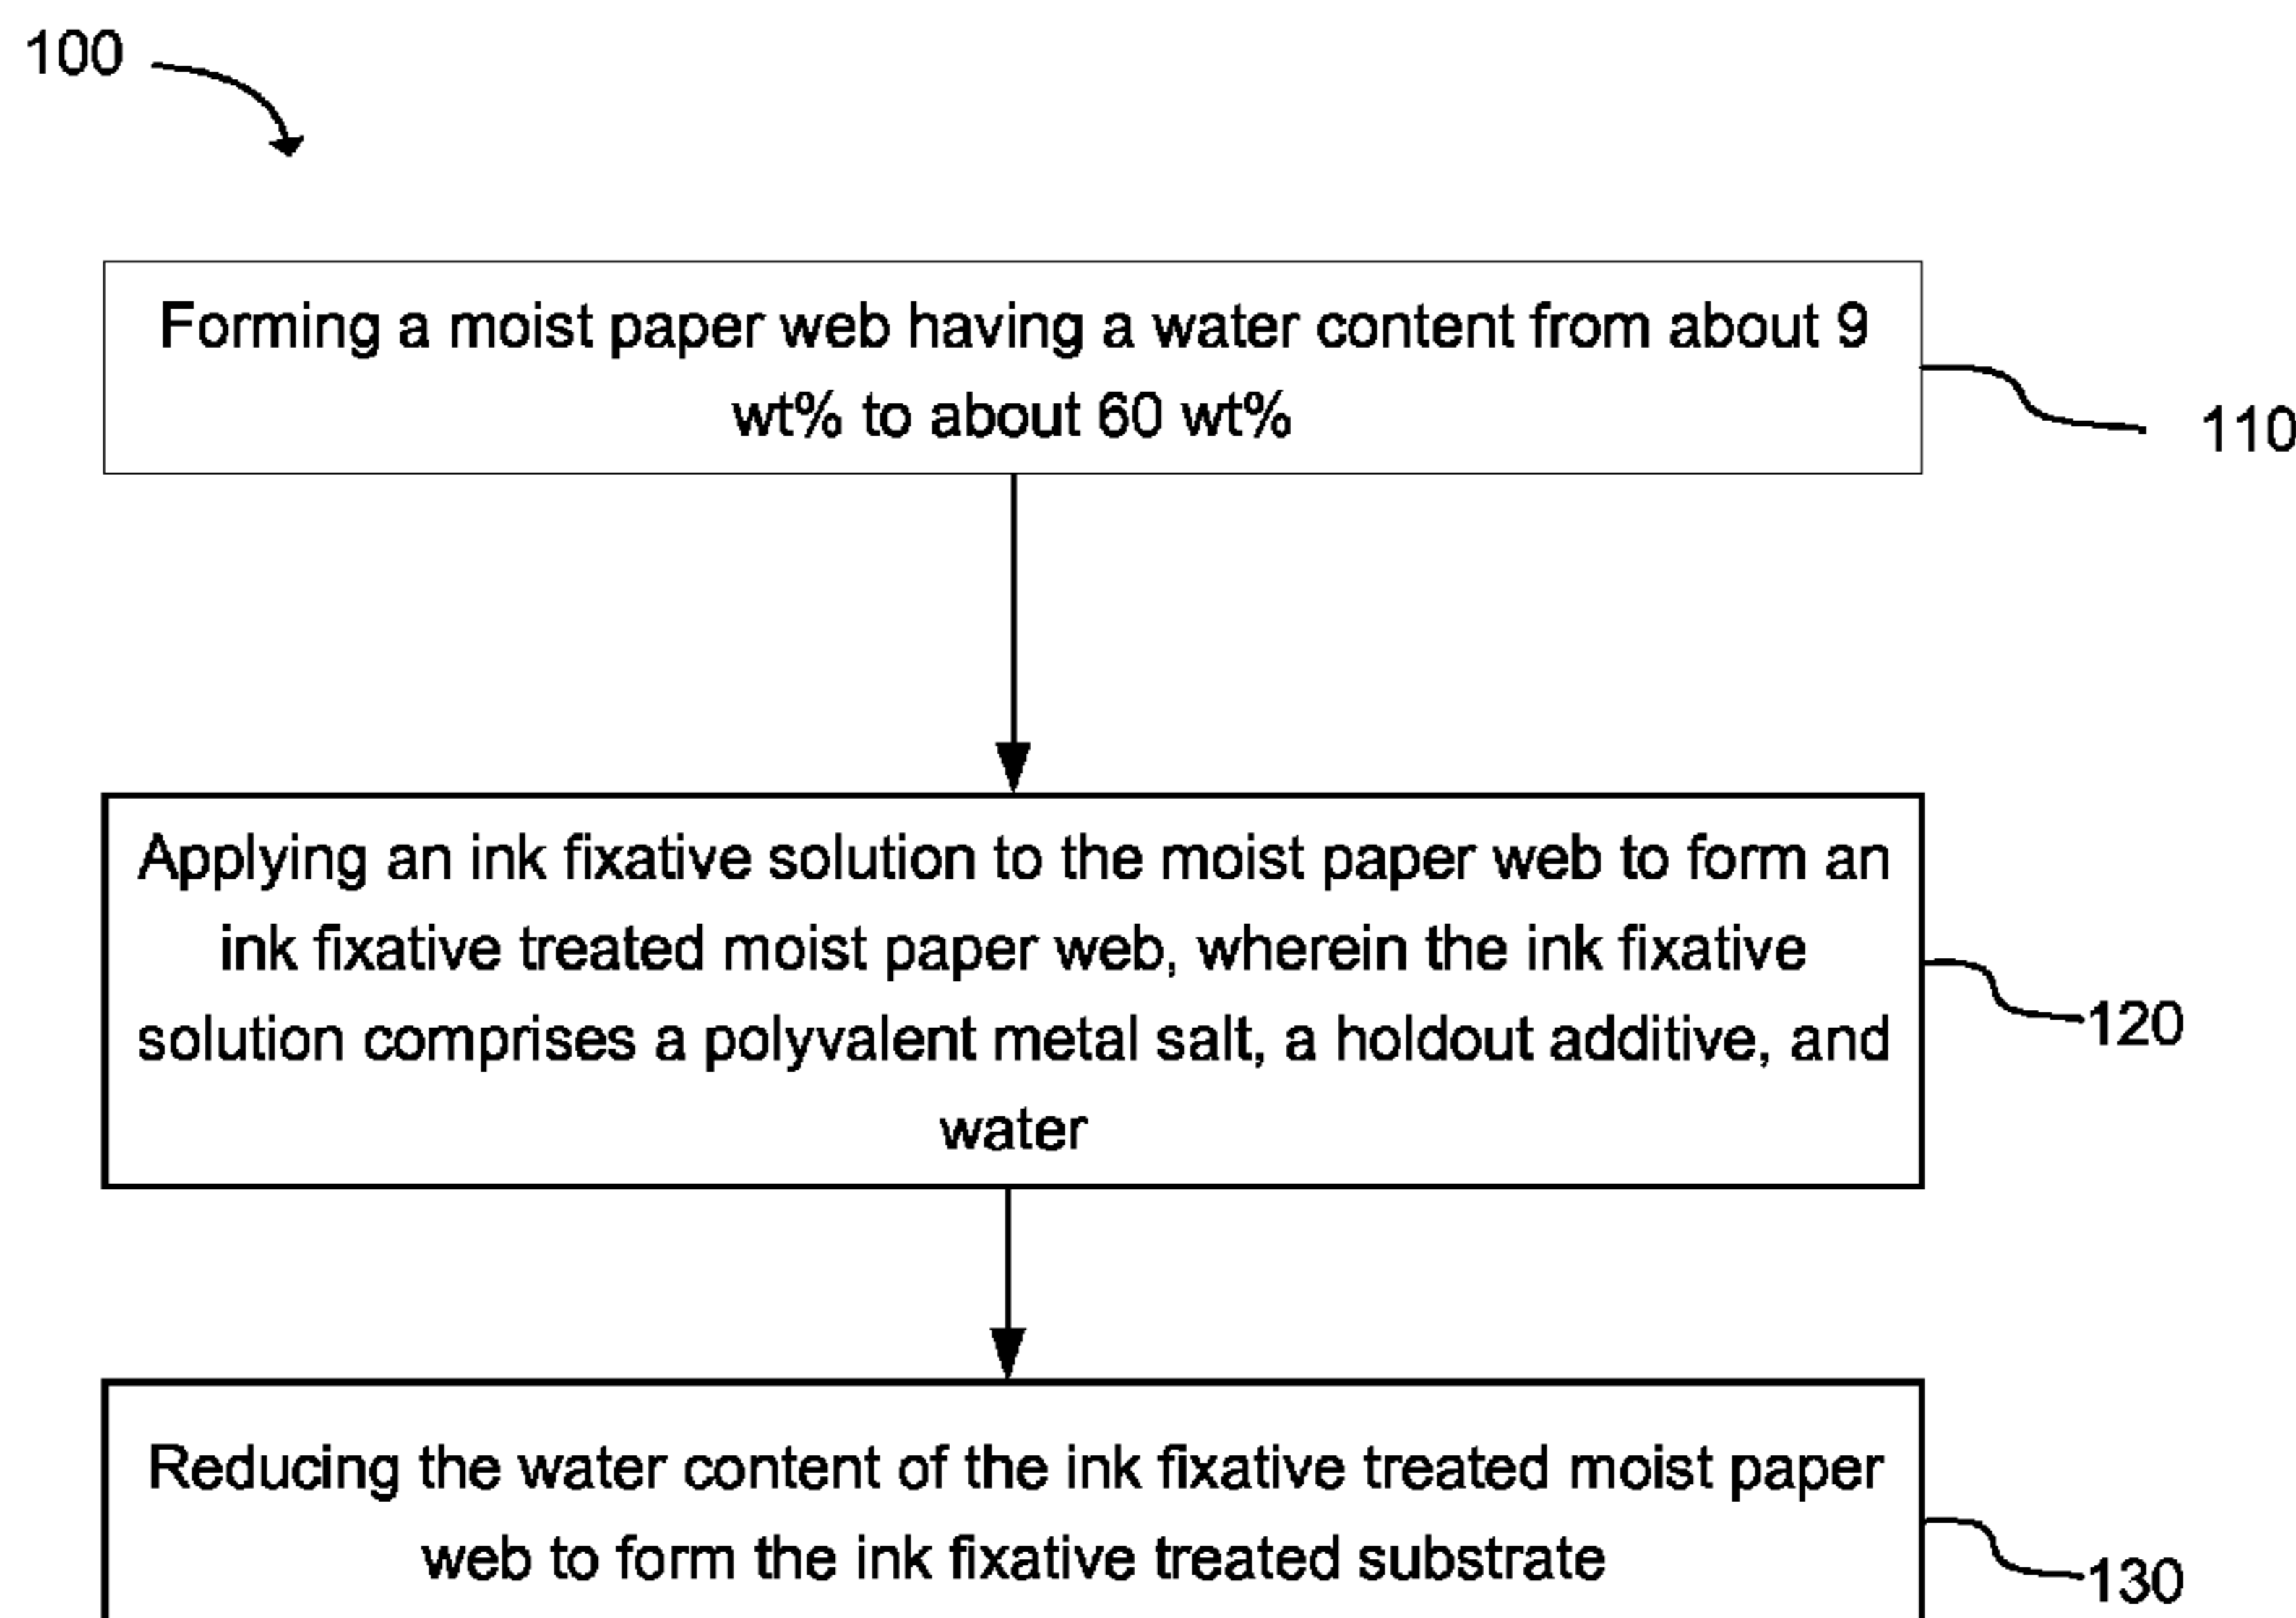 100
Forming a moist paper web having a water content from about 9
wt% to about 60 wt%
110
Applying an ink fixative solution to the moist paper web to form an
ink fixative treated moist paper web, wherein the ink fixative
solution comprises a polyvalent metal salt, a holdout additive, and
water
120
Reducing the water content of the ink fixative treated moist paper
web to form the ink fixative treated substrate
130